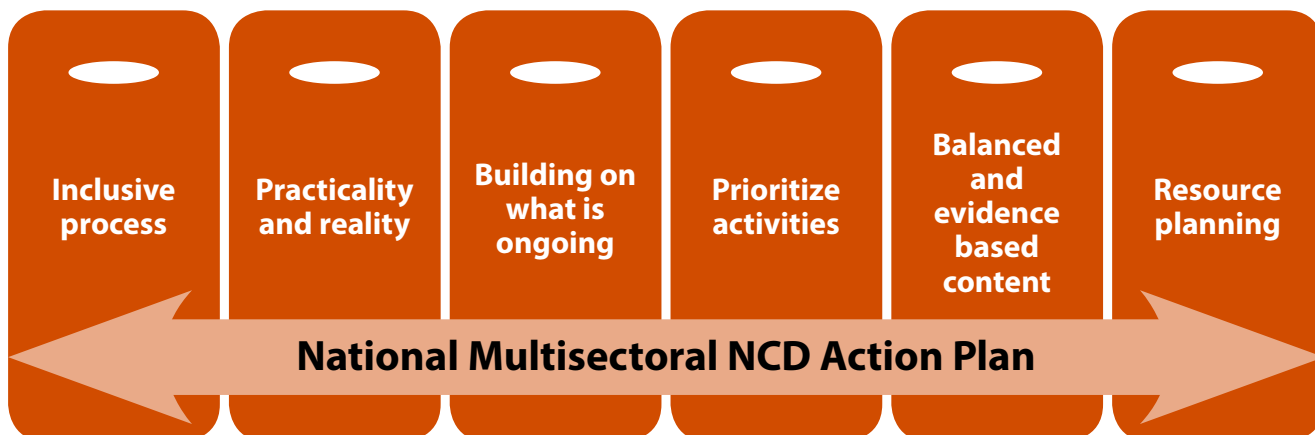 Inclusive
process
Practicality
and reality
Building on
what is
ongoing
Prioritize
activities
Balanced
and
evidence
based
content
Resource
planning
National Multisectoral NCD Action Plan